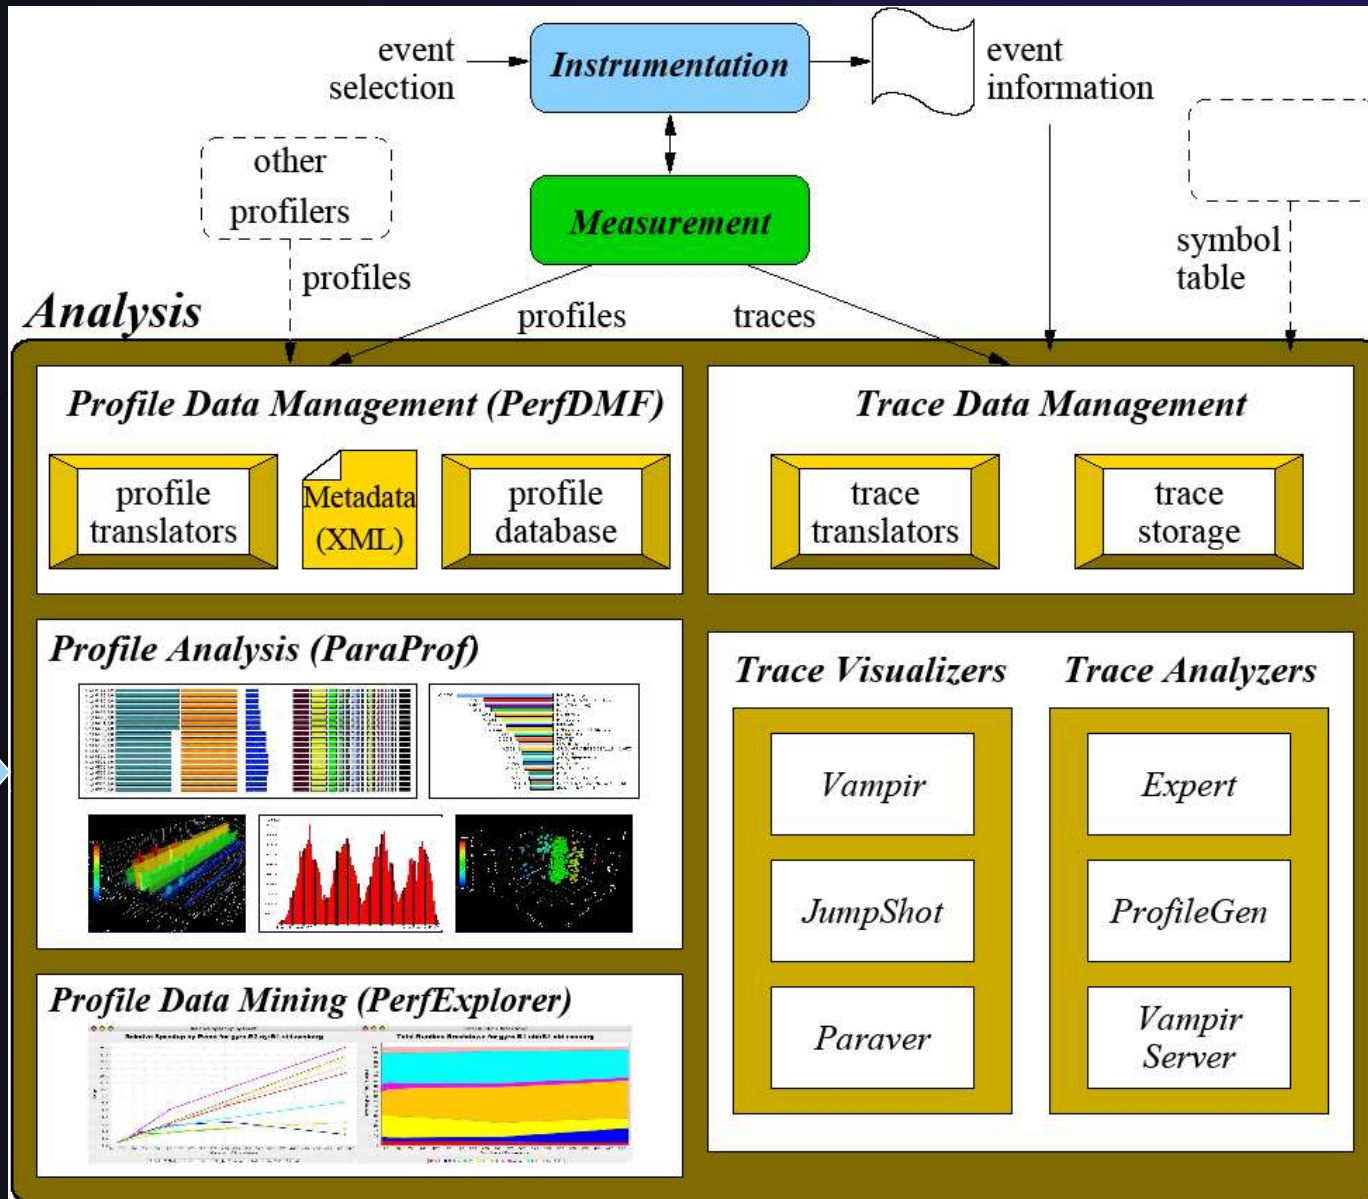 event
selection
Instrumentation
event
information
other
profilers
Measurement
symbol
table
profiles
Analysis
profiles
traces
Profile Data Management (PerfDMF)
Trace Data Management
profile
translators
Metadata
(XML)
profile
database
trace
translators
trace
storage
Profile Analysis (ParaProf)
Trace Visualizers
Trace Analyzers
Vampir
Expert
JumpShot
ProfileGen
Paraver
Vampir
Server
Profile Data Mining (PerfExplorer)